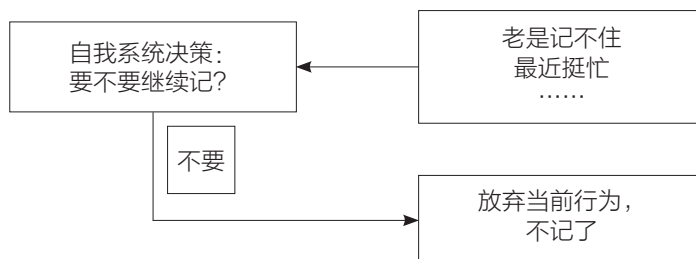 自我系统决策：
要不要继续记？
老是记不住
最近挺忙
……
不要
放弃当前行为，
不记了